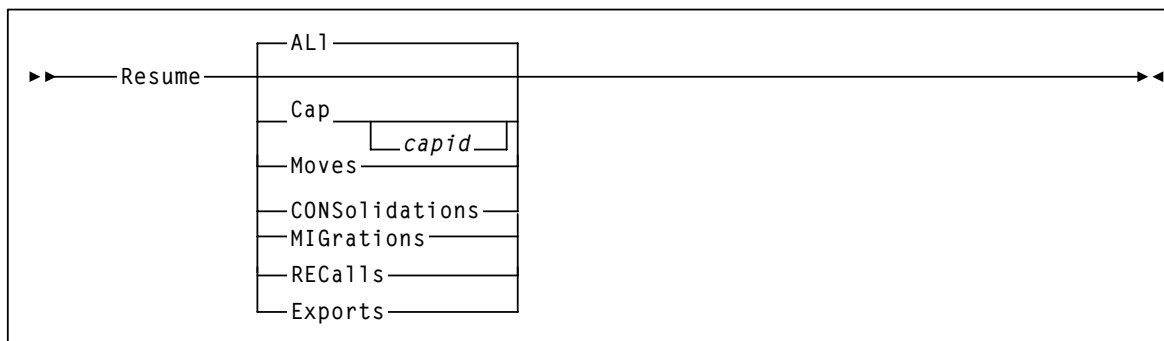 ALl
Resume
Cap
capid
Moves
CONSolidations
MIGrations
RECalls
Exports